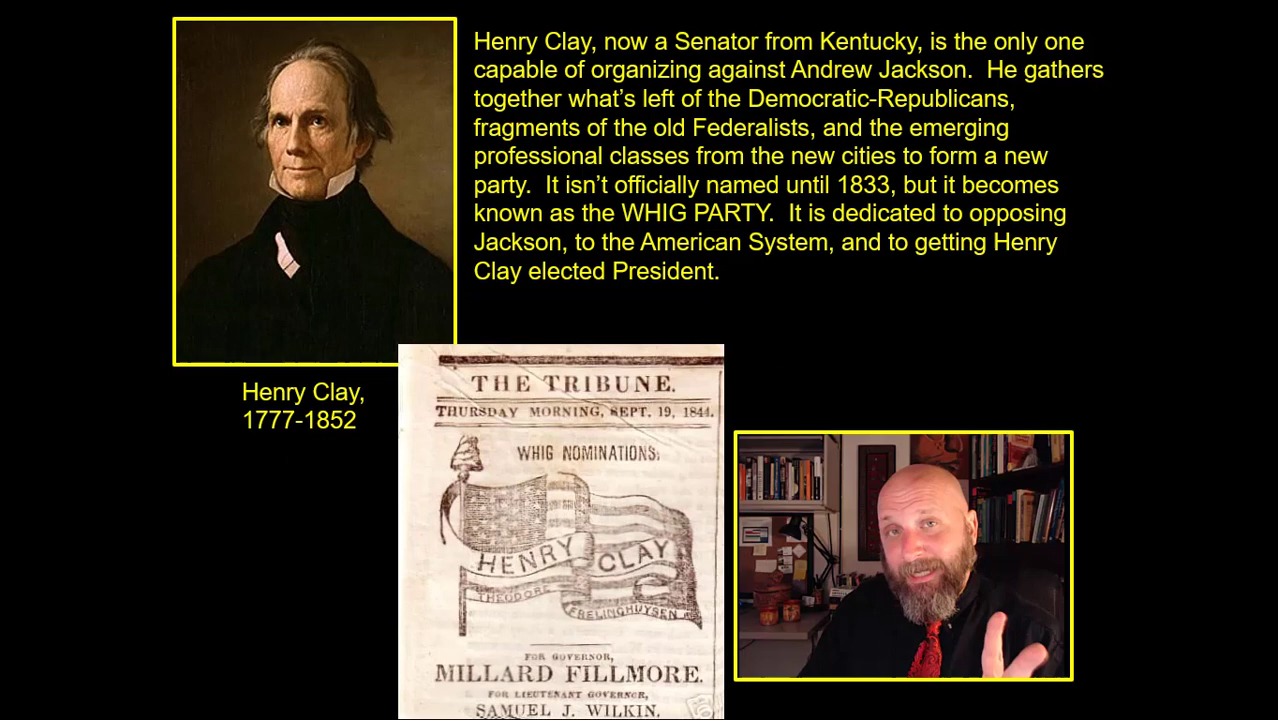 Henry Clay, now a Senator from Kentucky, is the only one
capable of organizing against Andrew Jackson.  He gathers
together what’s left of the Democratic-Republicans,
fragments of the old Federalists, and the emerging
professional classes from the new cities to form a new
party.  It isn’t officially named until 1833, but it becomes
known as the WHIG PARTY.  It is dedicated to opposing
Jackson, to the American System, and to getting Henry
Clay elected President.
Henry Clay,
1777-1852
THE TRIBUNE.
THURSDAY MORNING, SEPT. 19, 1844.
WHIG NOMINATIONS:
HENRY CLAY
THEODORE
FRELINGHUYSEN
FOR GOVERNOR,
MILLARD FILLMORE.
FOR LIEUTENANT GOVERNOR,
SAMUEL J. WILKIN.